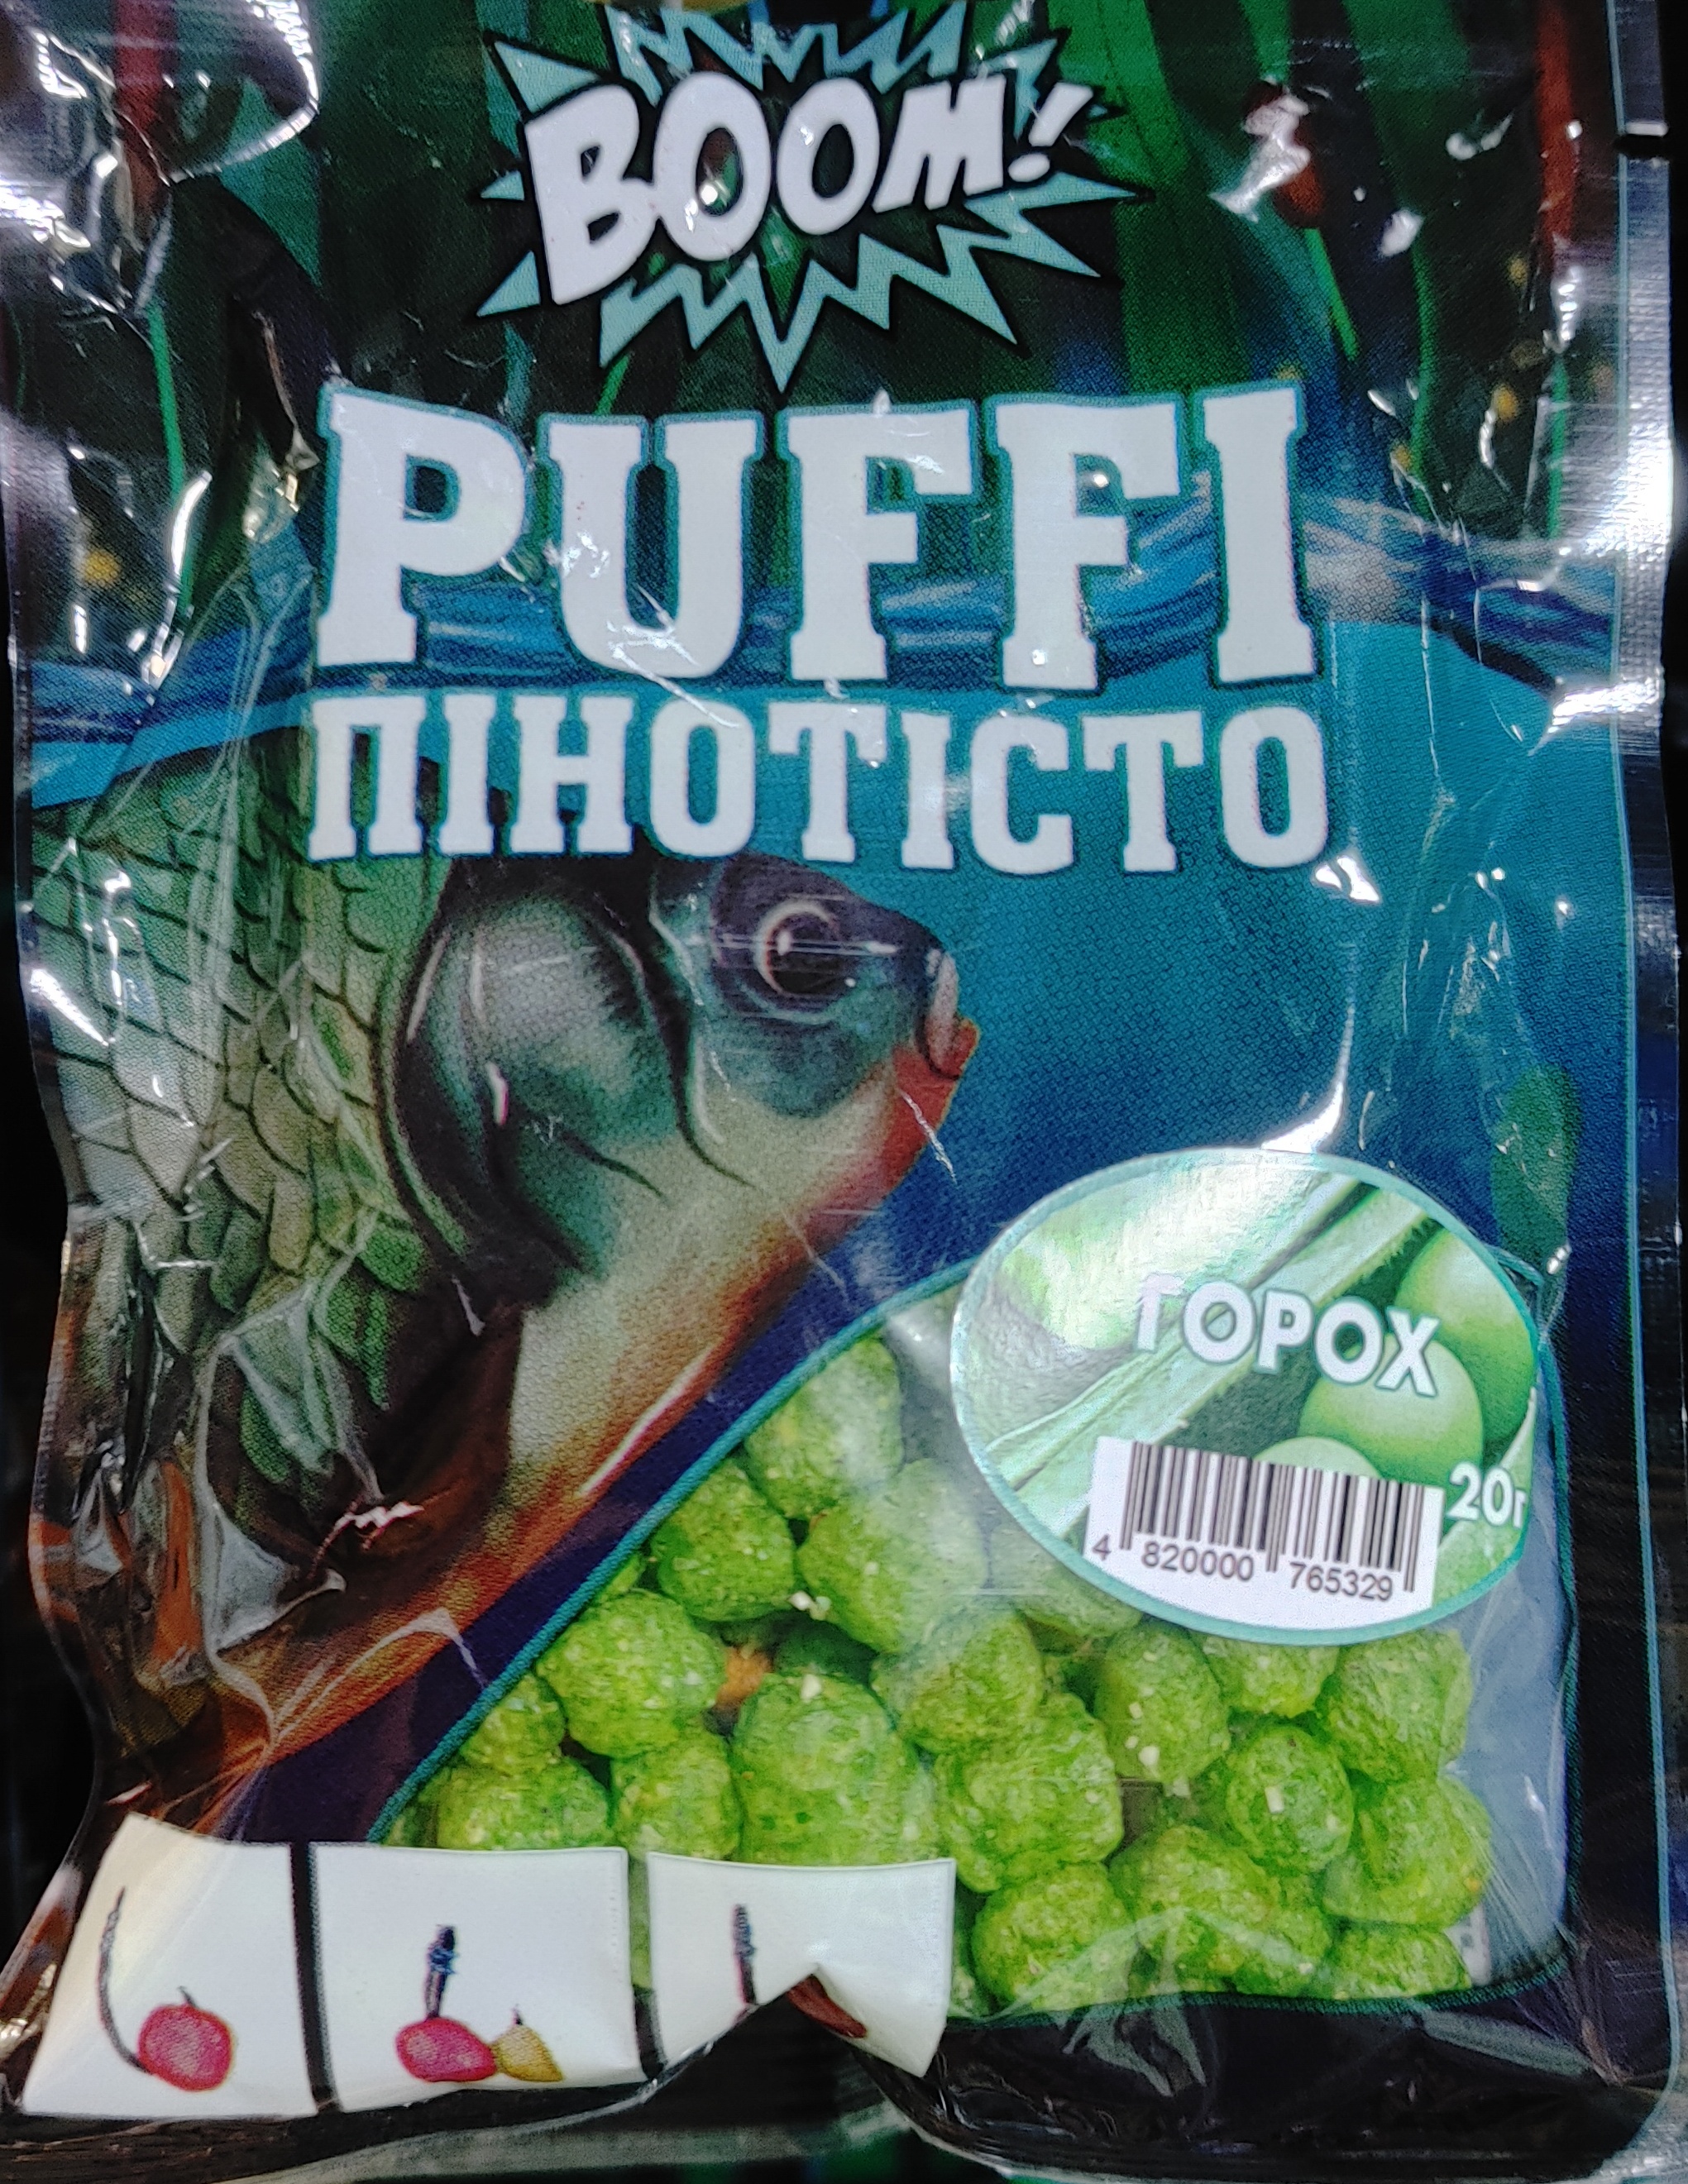 BOOM!
PUFFI
ПІНОТІСТО
ГОРОХ
20г
4 820000 765329